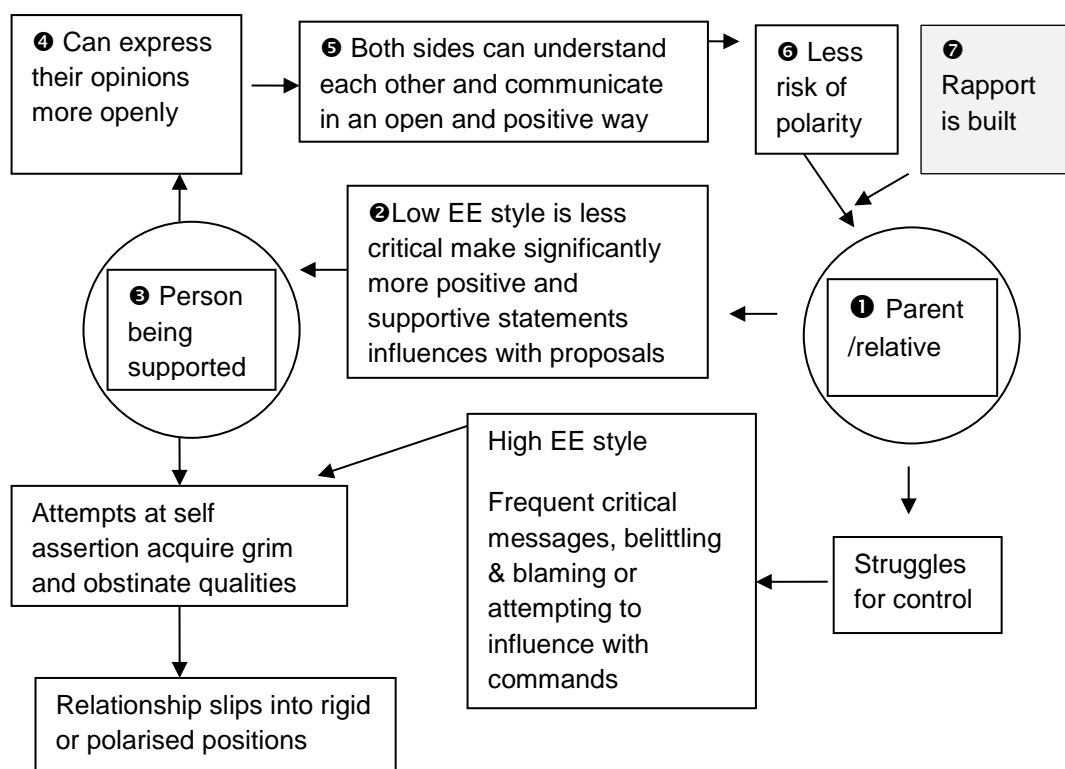 ❹ Can express
their opinions
more openly
❺ Both sides can understand
each other and communicate
in an open and positive way
❻ Less
risk of
polarity
❼
Rapport
is built
❷Low EE style is less
critical make significantly
more positive and
supportive statements
influences with proposals
❸ Person
being
supported
❶ Parent
/relative
High EE style
Frequent critical
messages, belittling
& blaming or
attempting to
influence with
commands
Attempts at self
assertion acquire grim
and obstinate qualities
Struggles
for control
Relationship slips into rigid
or polarised positions